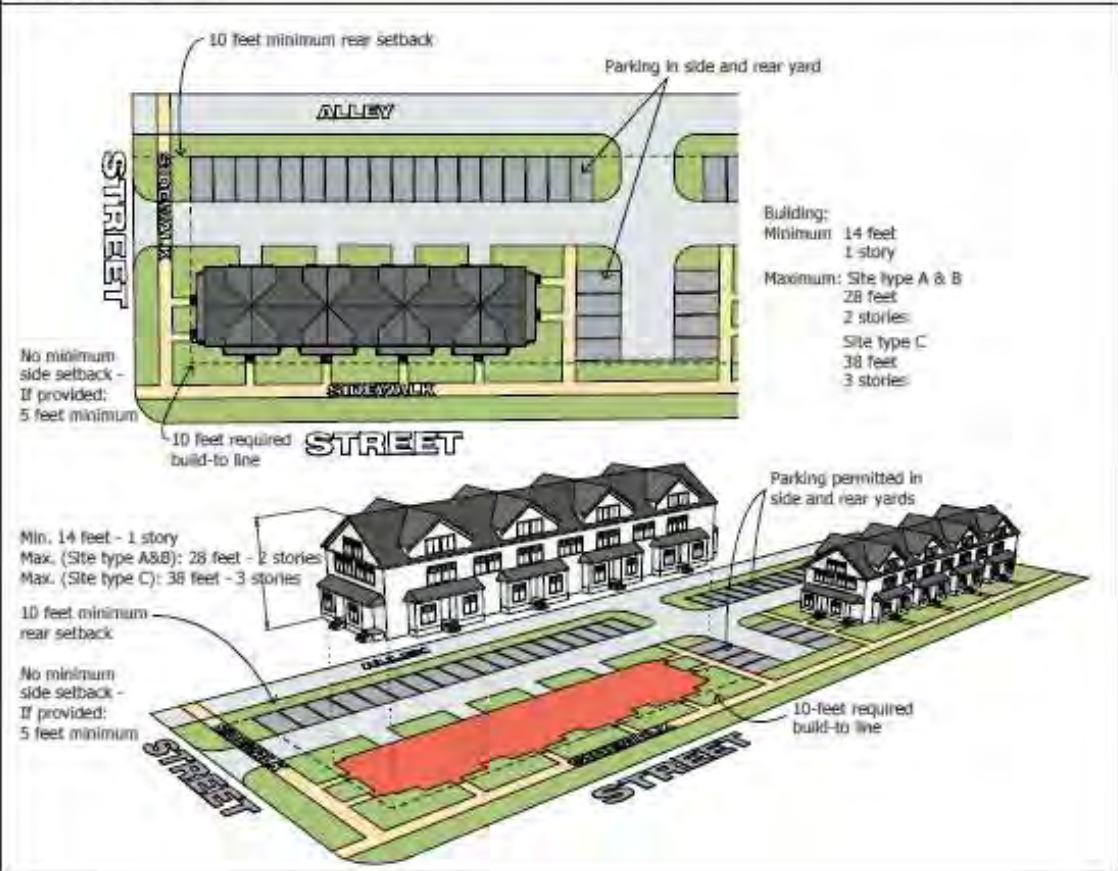 10 feet minimum rear setback
Parking in side and rear yard
ALLEY
STREET
SIDEWALK
Building:
Minimum 14 feet
1 story
Maximum: Site type A & B
28 feet
2 stories
Site type C
38 feet
3 stories
No minimum
side setback -
If provided:
5 feet minimum
SIDEWALK
10 feet required
build-to line
STREET
Parking permitted in
side and rear yards
Min. 14 feet - 1 story
Max. (Site type A&B): 28 feet - 2 stories
Max. (Site type C): 38 feet - 3 stories
10 feet minimum
rear setback
ALLEY
No minimum
side setback -
If provided:
5 feet minimum
SIDEWALK
STREET
SIDEWALK
STREET
10-feet required
build-to line